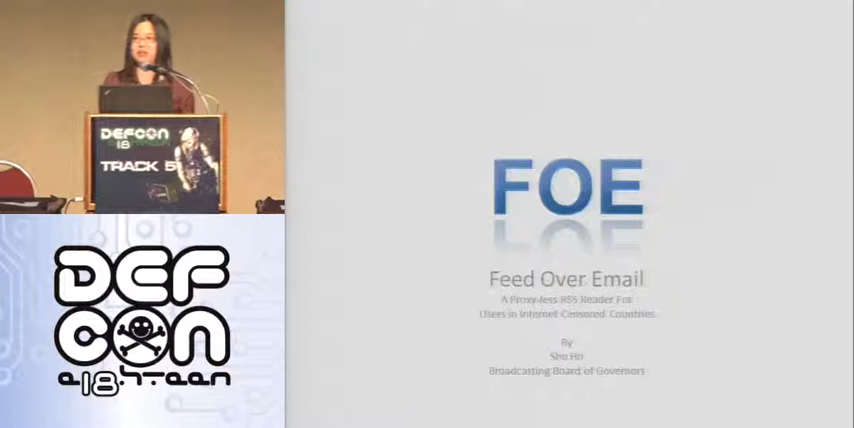 DEFCON
18
TRACK 5
DEF
CON
e18hteen
FOE
Feed Over Email
A Proxy-less RSS Reader For
Users in Internet-Censored Countries
By
Sho Ho
Broadcasting Board of Governors